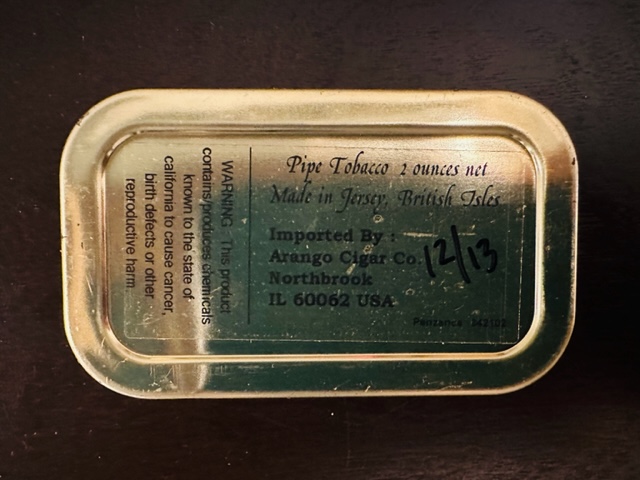 Pipe Tobacco 2 ounces net
Made in Jersey, British Isles
Imported By :
Arango Cigar Co.
Northbrook
IL 60062 USA
12/13
Penzance
WARNING This product
contains/produces chemicals
known to the state of
california to cause cancer,
birth defects or other
reproductive harm